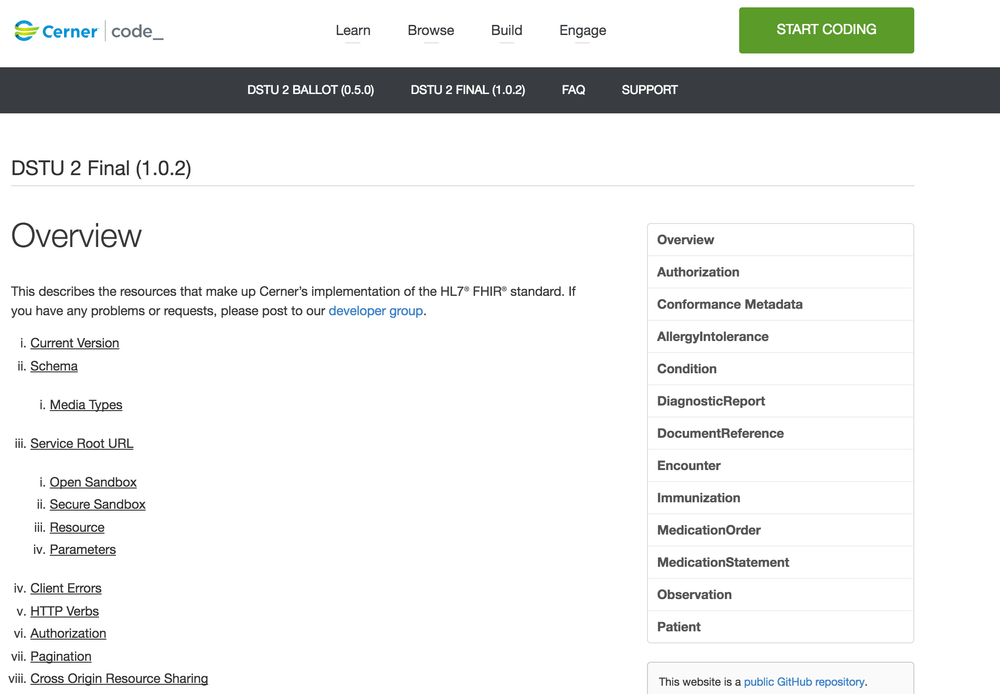 Cerner code_
Learn Browse Build Engage START CODING
DSTU 2 BALLOT (0.5.0) DSTU 2 FINAL (1.0.2) FAQ SUPPORT
DSTU 2 Final (1.0.2)
Overview
This describes the resources that make up Cerner’s implementation of the HL7® FHIR® standard. If
you have any problems or requests, please post to our developer group.
i. Current Version
ii. Schema
i. Media Types
iii. Service Root URL
i. Open Sandbox
ii. Secure Sandbox
iii. Resource
iv. Parameters
iv. Client Errors
v. HTTP Verbs
vi. Authorization
vii. Pagination
viii. Cross Origin Resource Sharing
Overview
Authorization
Conformance Metadata
AllergyIntolerance
Condition
DiagnosticReport
DocumentReference
Encounter
Immunization
MedicationOrder
MedicationStatement
Observation
Patient
This website is a public GitHub repository.